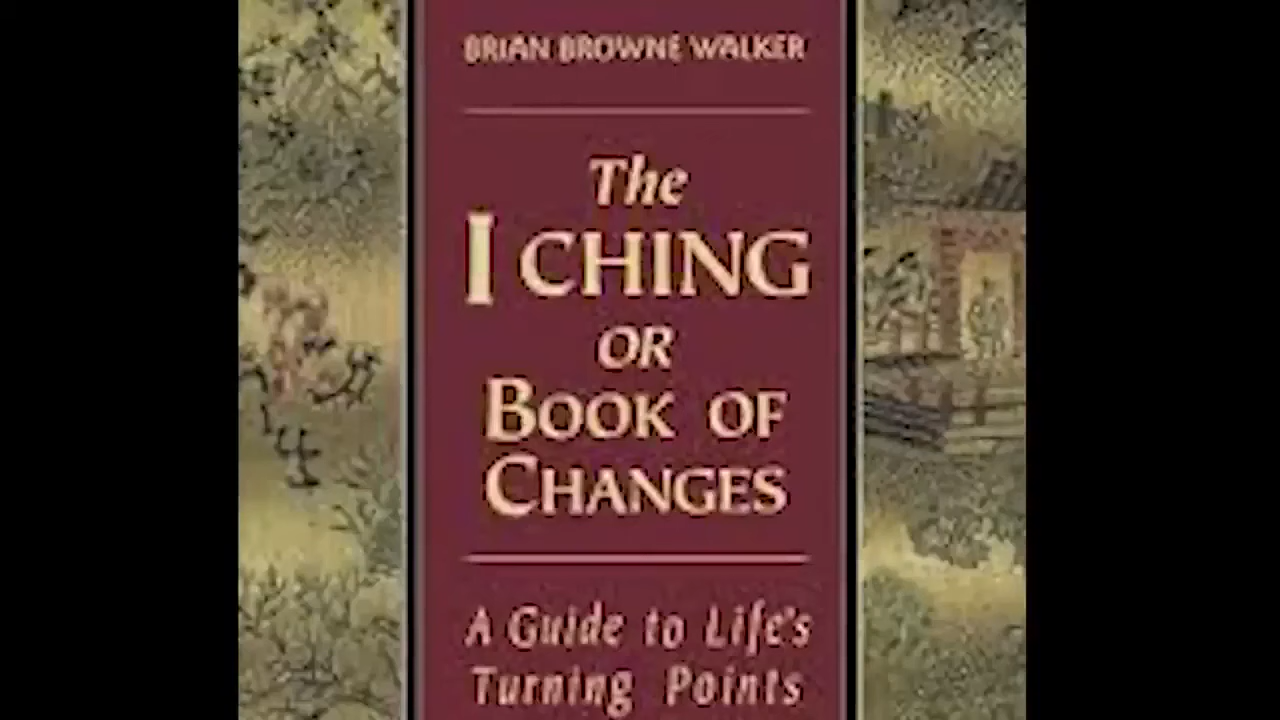 BRIAN BROWNE WALKER
The
I CHING
OR
BOOK OF
CHANGES
A Guide to Life's
Turning Points